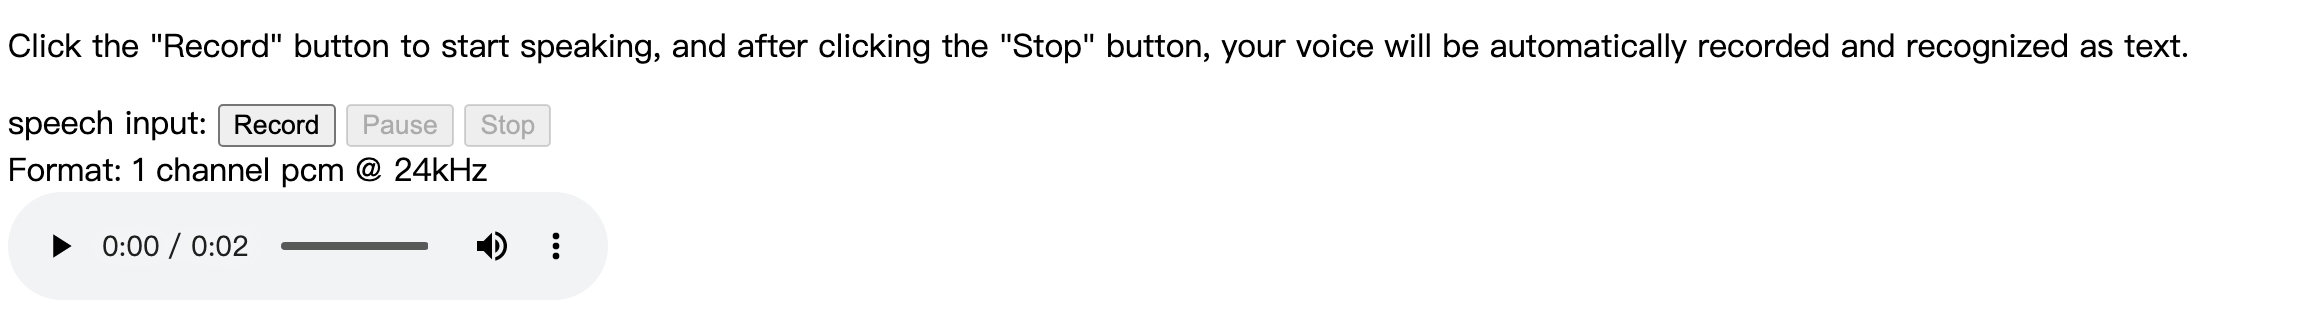 Click the "Record" button to start speaking, and after clicking the "Stop" button, your voice will be automatically recorded and recognized as text.
speech input: Record Pause Stop
Format: 1 channel pcm @ 24kHz
0:00 / 0:02